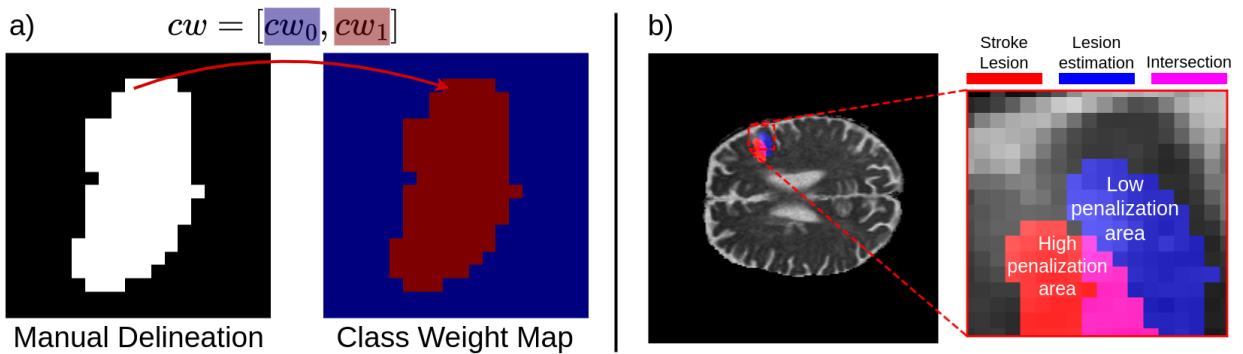 a)
cw = [cw₀, cw₁]
Manual Delineation
Class Weight Map
b)
Stroke
Lesion
Lesion
estimation
Intersection
Low
penalization
area
High
penalization
area